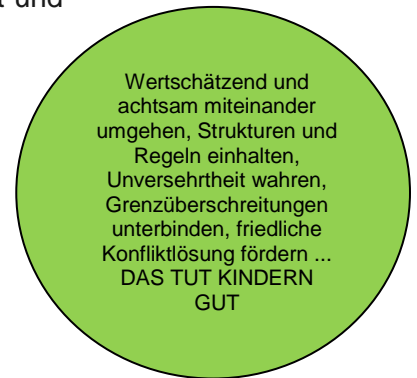 t und
Wertschätzend und
achtsam miteinander
umgehen, Strukturen und
Regeln einhalten,
Unversehrtheit wahren,
Grenzüberschreitungen
unterbinden, friedliche
Konfliktlösung fördern ...
DAS TUT KINDERN
GUT